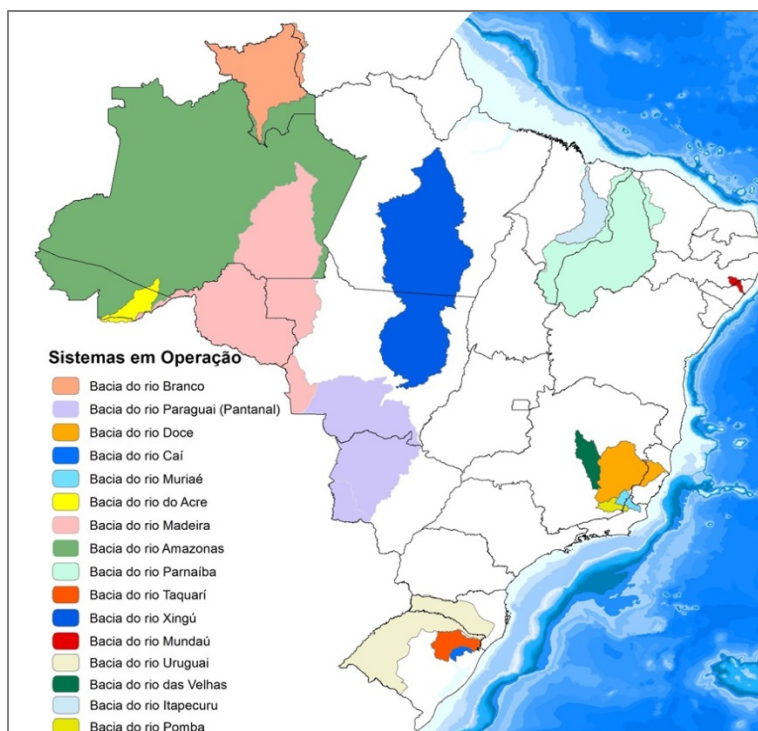 Sistemas em Operação
Bacia do rio Branco
Bacia do rio Paraguai (Pantanal)
Bacia do rio Doce
Bacia do rio Caí
Bacia do rio Muriaé
Bacia do rio do Acre
Bacia do rio Madeira
Bacia do rio Amazonas
Bacia do rio Parnaíba
Bacia do rio Taquarí
Bacia do rio Xingú
Bacia do rio Mundaú
Bacia do rio Uruguai
Bacia do rio das Velhas
Bacia do rio Itapecuru
Bacia do rio Pomba